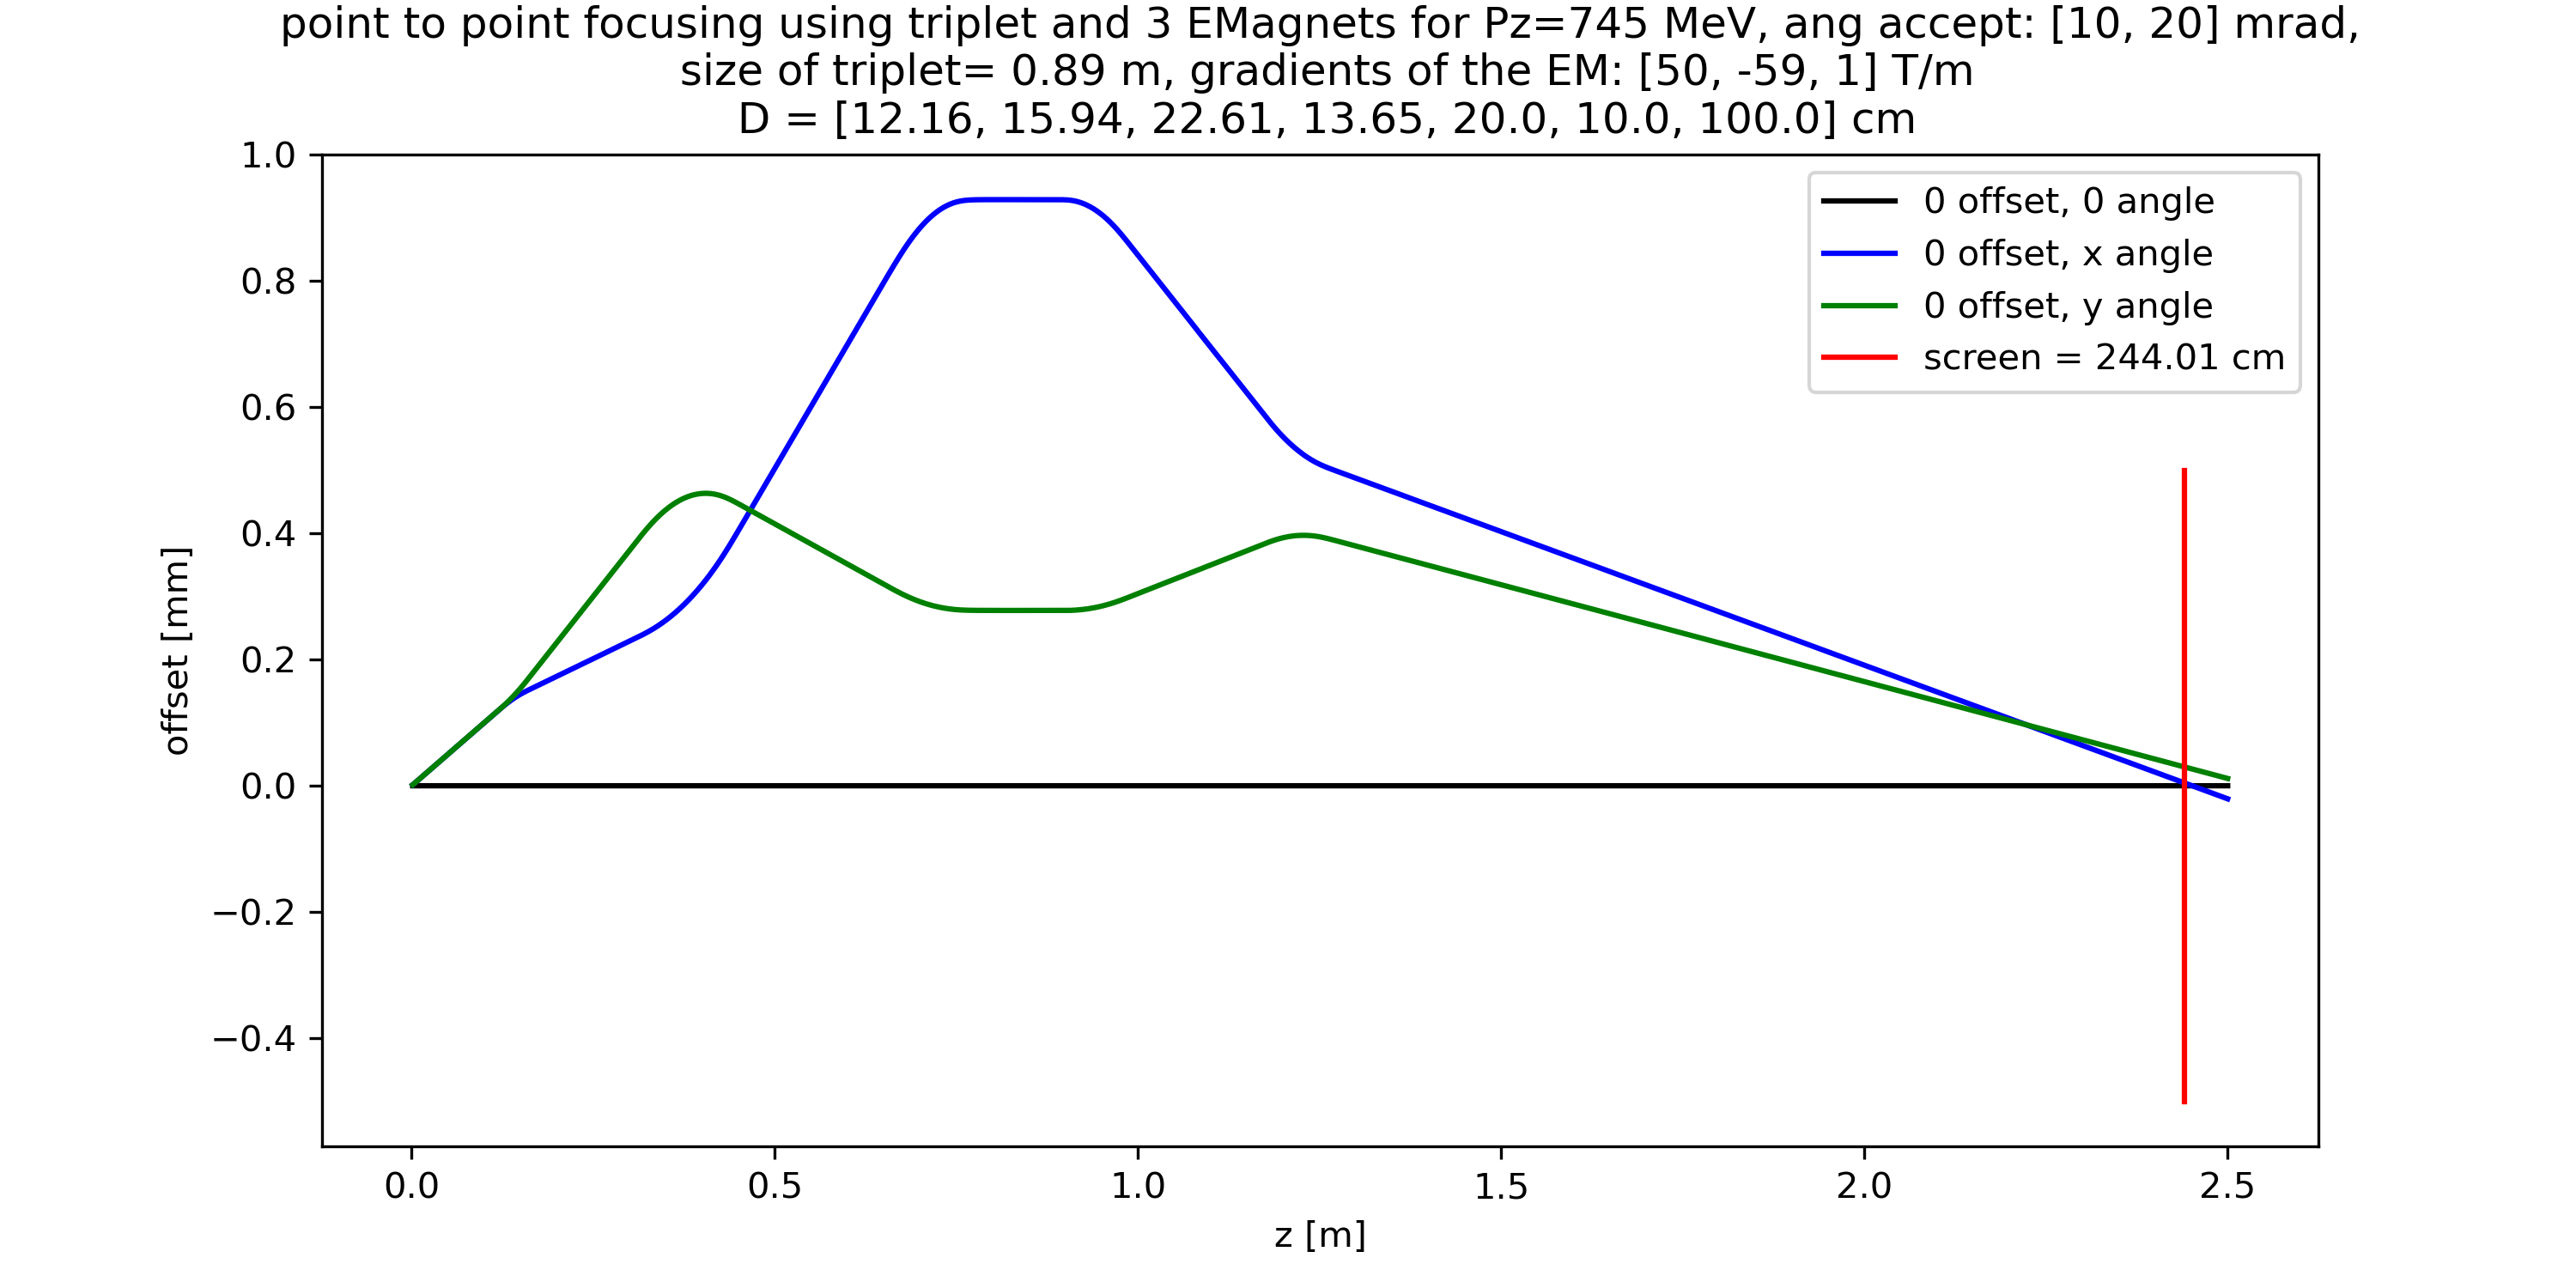 point to point focusing using triplet and 3 EMagnets for Pz=745 MeV, ang accept: [10, 20] mrad,
size of triplet= 0.89 m, gradients of the EM: [50, -59, 1] T/m
D = [12.16, 15.94, 22.61, 13.65, 20.0, 10.0, 100.0] cm
1.0
0.8
0.6
0.4
0.2
0.0
−0.2
−0.4
offset [mm]
0 offset, 0 angle
0 offset, x angle
0 offset, y angle
screen = 244.01 cm
0.0
0.5
1.0
1.5
2.0
2.5
z [m]